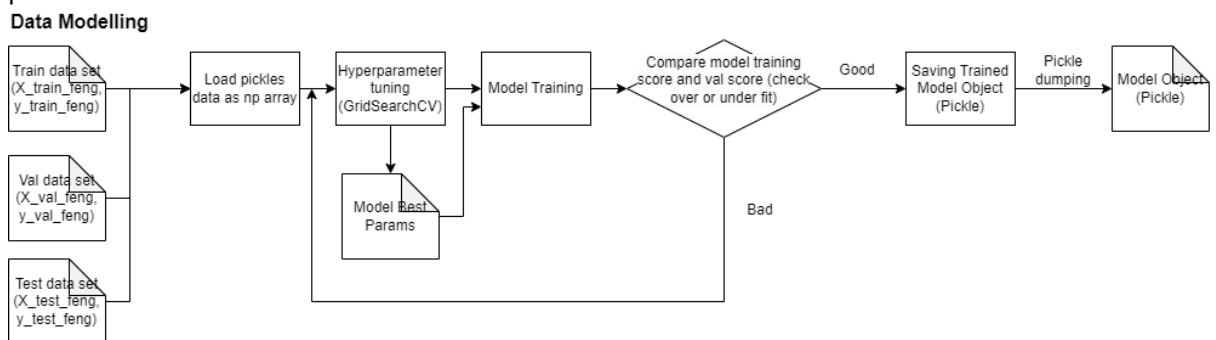 Data Modelling
Train data set
(X_train_feng,
y_train_feng)
Val data set
(X_val_feng,
y_val_feng)
Test data set
(X_test_feng,
y_test_feng)
Load pickles
data as np array
Hyperparameter
tuning
(GridSearchCV)
Model Best
Params
Model Training
Compare model training
score and val score (check
over or under fit)
Good
Bad
Saving Trained
Model Object
(Pickle)
Pickle
dumping
Model Object
(Pickle)